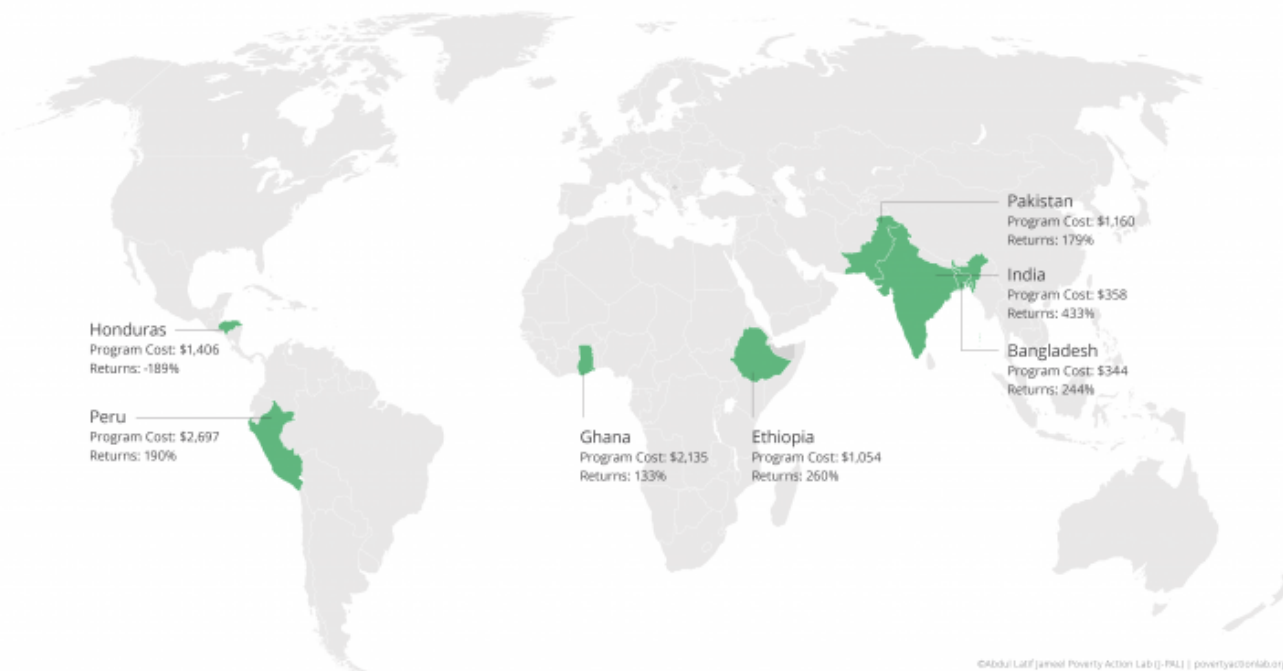 Pakistan
Program Cost: $1,160
Returns: 179%
India
Program Cost: $358
Returns: 433%
Bangladesh
Program Cost: $344
Returns: 244%
Honduras
Program Cost: $1,406
Returns: -189%
Peru
Program Cost: $2,697
Returns: 190%
Ghana
Program Cost: $2,135
Returns: 133%
Ethiopia
Program Cost: $1,054
Returns: 260%
©Abdul Latif Jameel Poverty Action Lab (J-PAL) | povertyactionlab.or